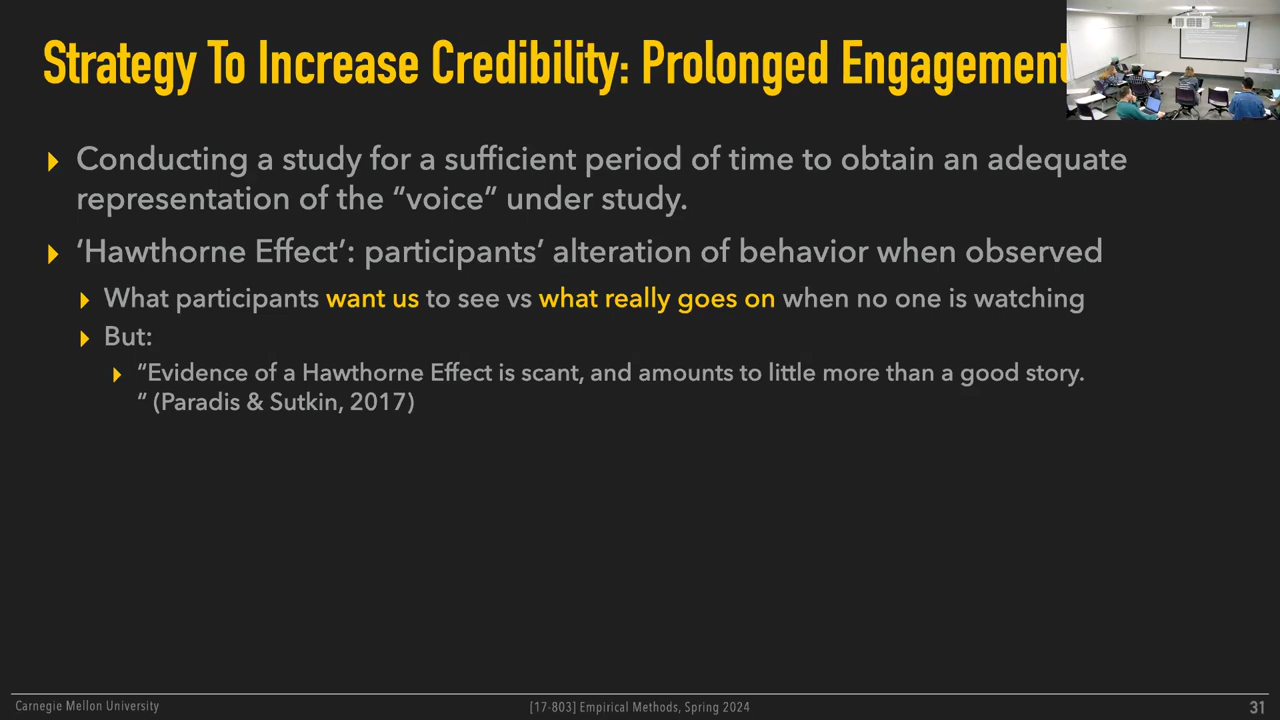 Strategy To Increase Credibility: Prolonged Engagement
Conducting a study for a sufficient period of time to obtain an adequate
representation of the “voice” under study.
‘Hawthorne Effect’: participants’ alteration of behavior when observed
What participants want us to see vs what really goes on when no one is watching
But:
“Evidence of a Hawthorne Effect is scant, and amounts to little more than a good story.
“ (Paradis & Sutkin, 2017)
Carnegie Mellon University
[17-803] Empirical Methods, Spring 2024
31